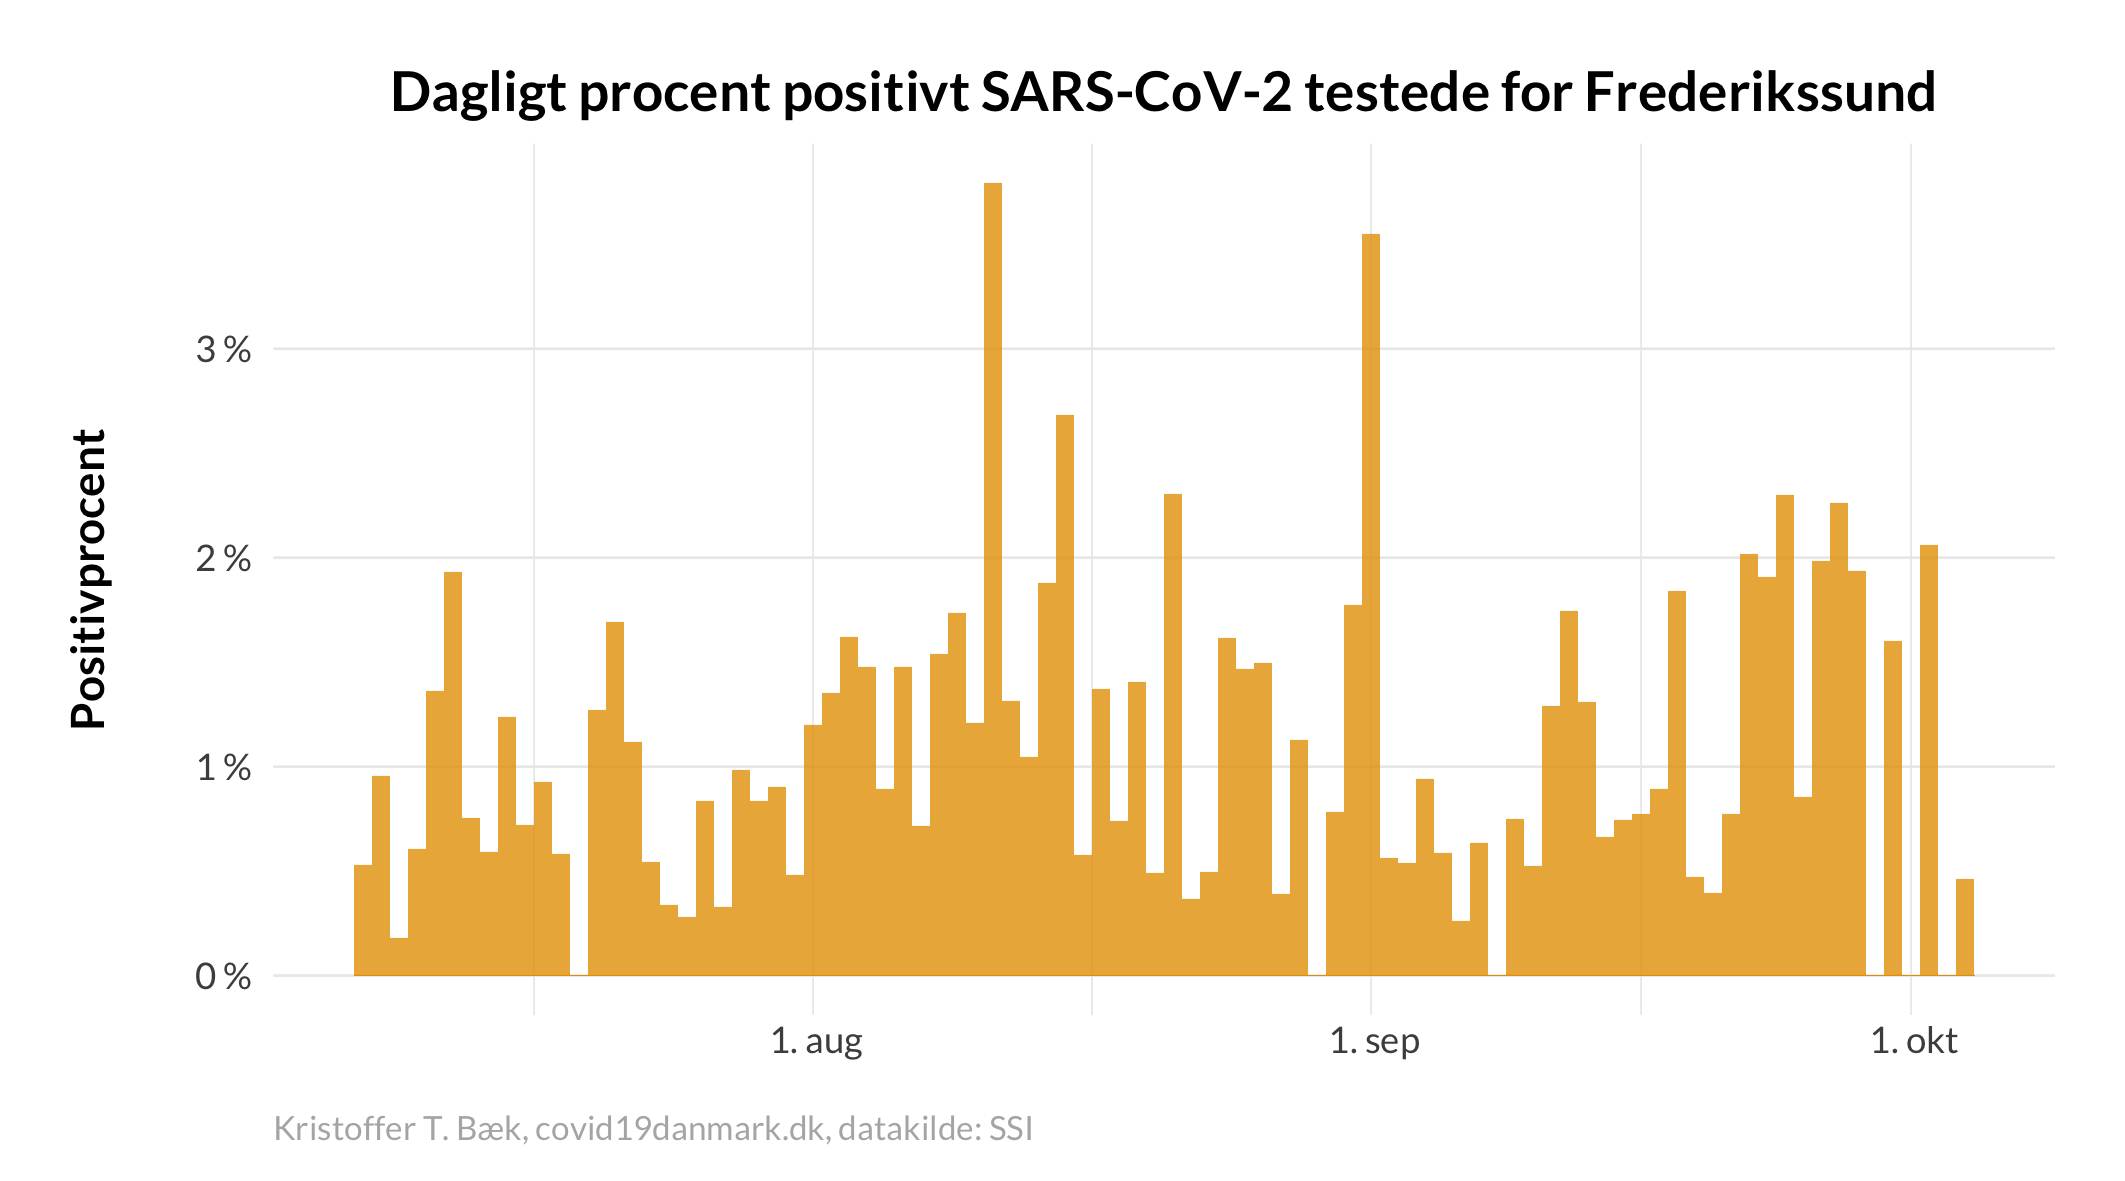 Dagligt procent positivt SARS-CoV-2 testede for Frederikssund
Positivprocent
3 %
2 %
1 %
0 %
1. aug
1. sep
1. okt
Kristoffer T. Bæk, covid19danmark.dk, datakilde: SSI